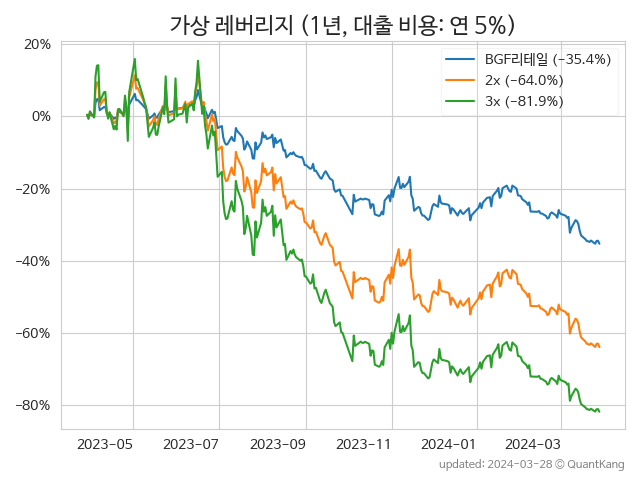 가상 레버리지 (1년, 대출 비용: 연 5%)
BGF리테일 (−35.4%)
2x (−64.0%)
3x (−81.9%)
20%
0%
−20%
−40%
−60%
−80%
2023-05
2023-07
2023-09
2023-11
2024-01
2024-03
updated: 2024-03-28 © QuantKang